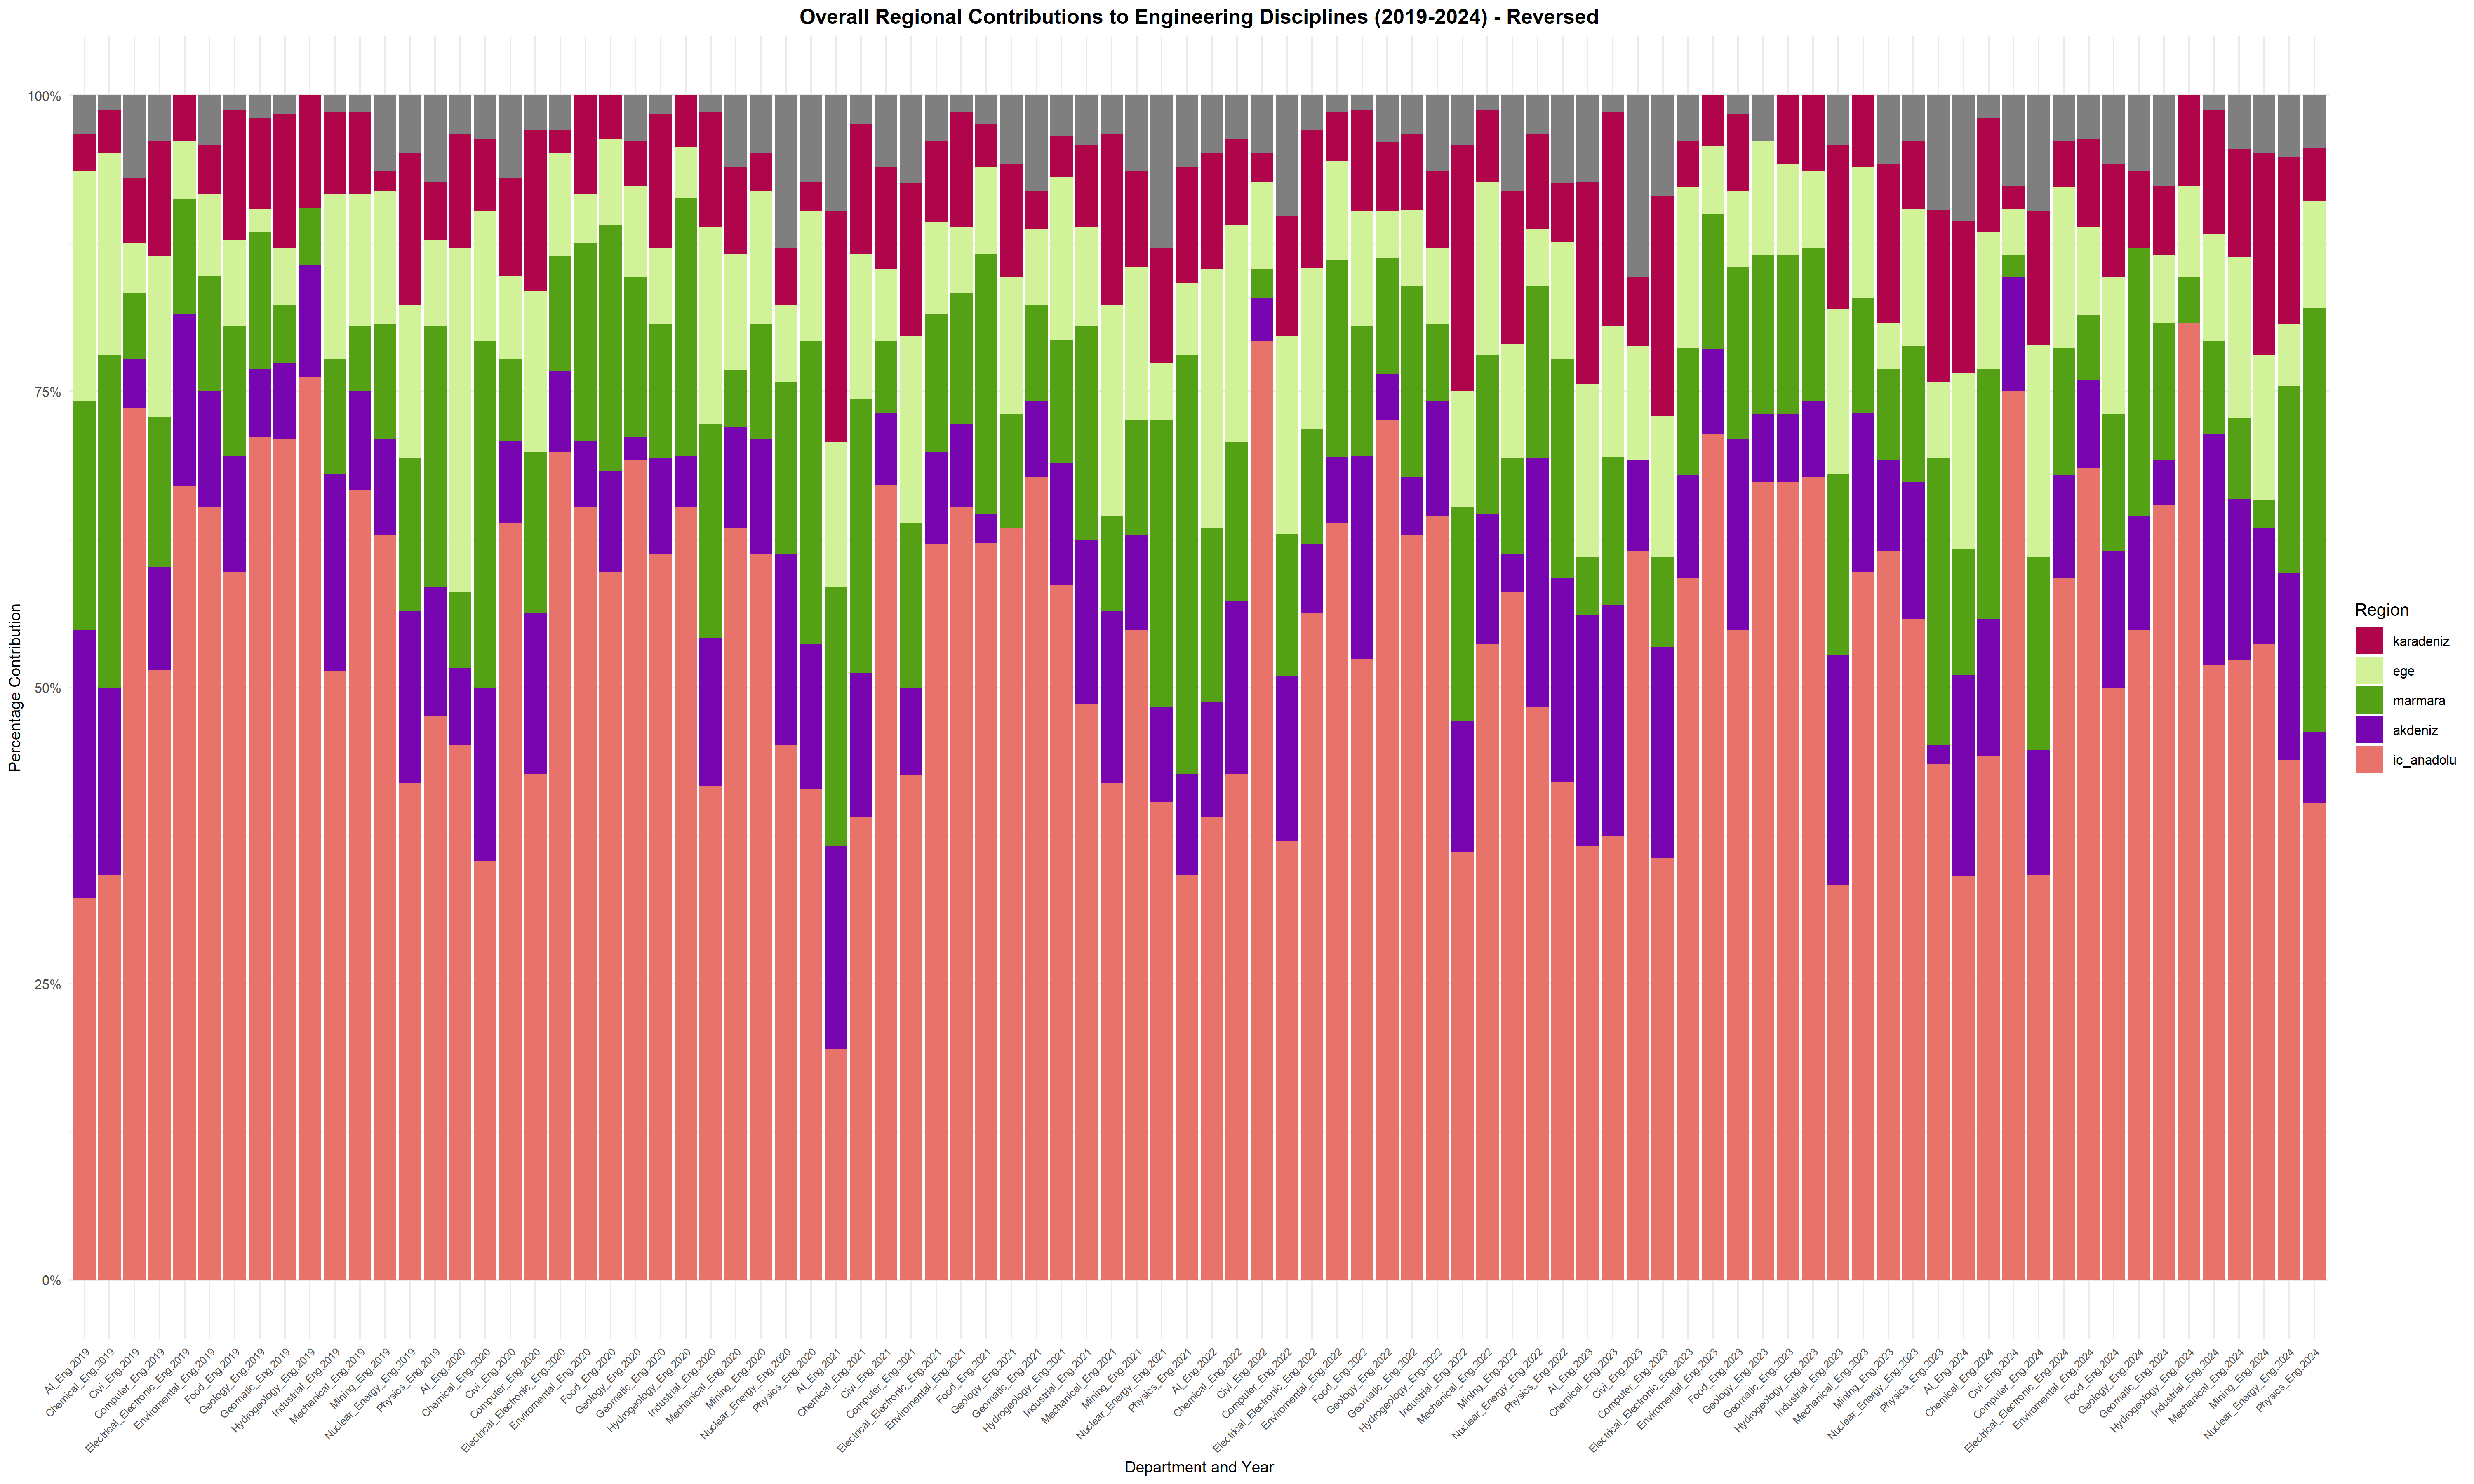 Overall Regional Contributions to Engineering Disciplines (2019-2024) - Reversed
Percentage Contribution
100%
75%
50%
25%
0%
AI_Eng.2019
Chemical_Eng.2019
Civi_Eng.2019
Computer_Eng.2019
Electrical_Electronic_Eng.2019
Enviromental_Eng.2019
Food_Eng.2019
Geology_Eng.2019
Geomatic_Eng.2019
Hydrogeology_Eng.2019
Industrial_Eng.2019
Mechanical_Eng.2019
Mining_Eng.2019
Nuclear_Energy_Eng.2019
Physics_Eng.2019
AI_Eng.2020
Chemical_Eng.2020
Civi_Eng.2020
Computer_Eng.2020
Electrical_Electronic_Eng.2020
Enviromental_Eng.2020
Food_Eng.2020
Geology_Eng.2020
Geomatic_Eng.2020
Hydrogeology_Eng.2020
Industrial_Eng.2020
Mechanical_Eng.2020
Mining_Eng.2020
Nuclear_Energy_Eng.2020
Physics_Eng.2020
AI_Eng.2021
Chemical_Eng.2021
Civi_Eng.2021
Computer_Eng.2021
Electrical_Electronic_Eng.2021
Enviromental_Eng.2021
Food_Eng.2021
Geology_Eng.2021
Geomatic_Eng.2021
Hydrogeology_Eng.2021
Industrial_Eng.2021
Mechanical_Eng.2021
Mining_Eng.2021
Nuclear_Energy_Eng.2021
Physics_Eng.2021
AI_Eng.2022
Chemical_Eng.2022
Civi_Eng.2022
Computer_Eng.2022
Electrical_Electronic_Eng.2022
Enviromental_Eng.2022
Food_Eng.2022
Geology_Eng.2022
Geomatic_Eng.2022
Hydrogeology_Eng.2022
Industrial_Eng.2022
Mechanical_Eng.2022
Mining_Eng.2022
Nuclear_Energy_Eng.2022
Physics_Eng.2022
AI_Eng.2023
Chemical_Eng.2023
Civi_Eng.2023
Computer_Eng.2023
Electrical_Electronic_Eng.2023
Enviromental_Eng.2023
Food_Eng.2023
Geology_Eng.2023
Geomatic_Eng.2023
Hydrogeology_Eng.2023
Industrial_Eng.2023
Mechanical_Eng.2023
Mining_Eng.2023
Nuclear_Energy_Eng.2023
Physics_Eng.2023
AI_Eng.2024
Chemical_Eng.2024
Civi_Eng.2024
Computer_Eng.2024
Electrical_Electronic_Eng.2024
Enviromental_Eng.2024
Food_Eng.2024
Geology_Eng.2024
Geomatic_Eng.2024
Hydrogeology_Eng.2024
Industrial_Eng.2024
Mechanical_Eng.2024
Mining_Eng.2024
Nuclear_Energy_Eng.2024
Physics_Eng.2024
Department and Year
Region
karadeniz
ege
marmara
akdeniz
ic_anadolu